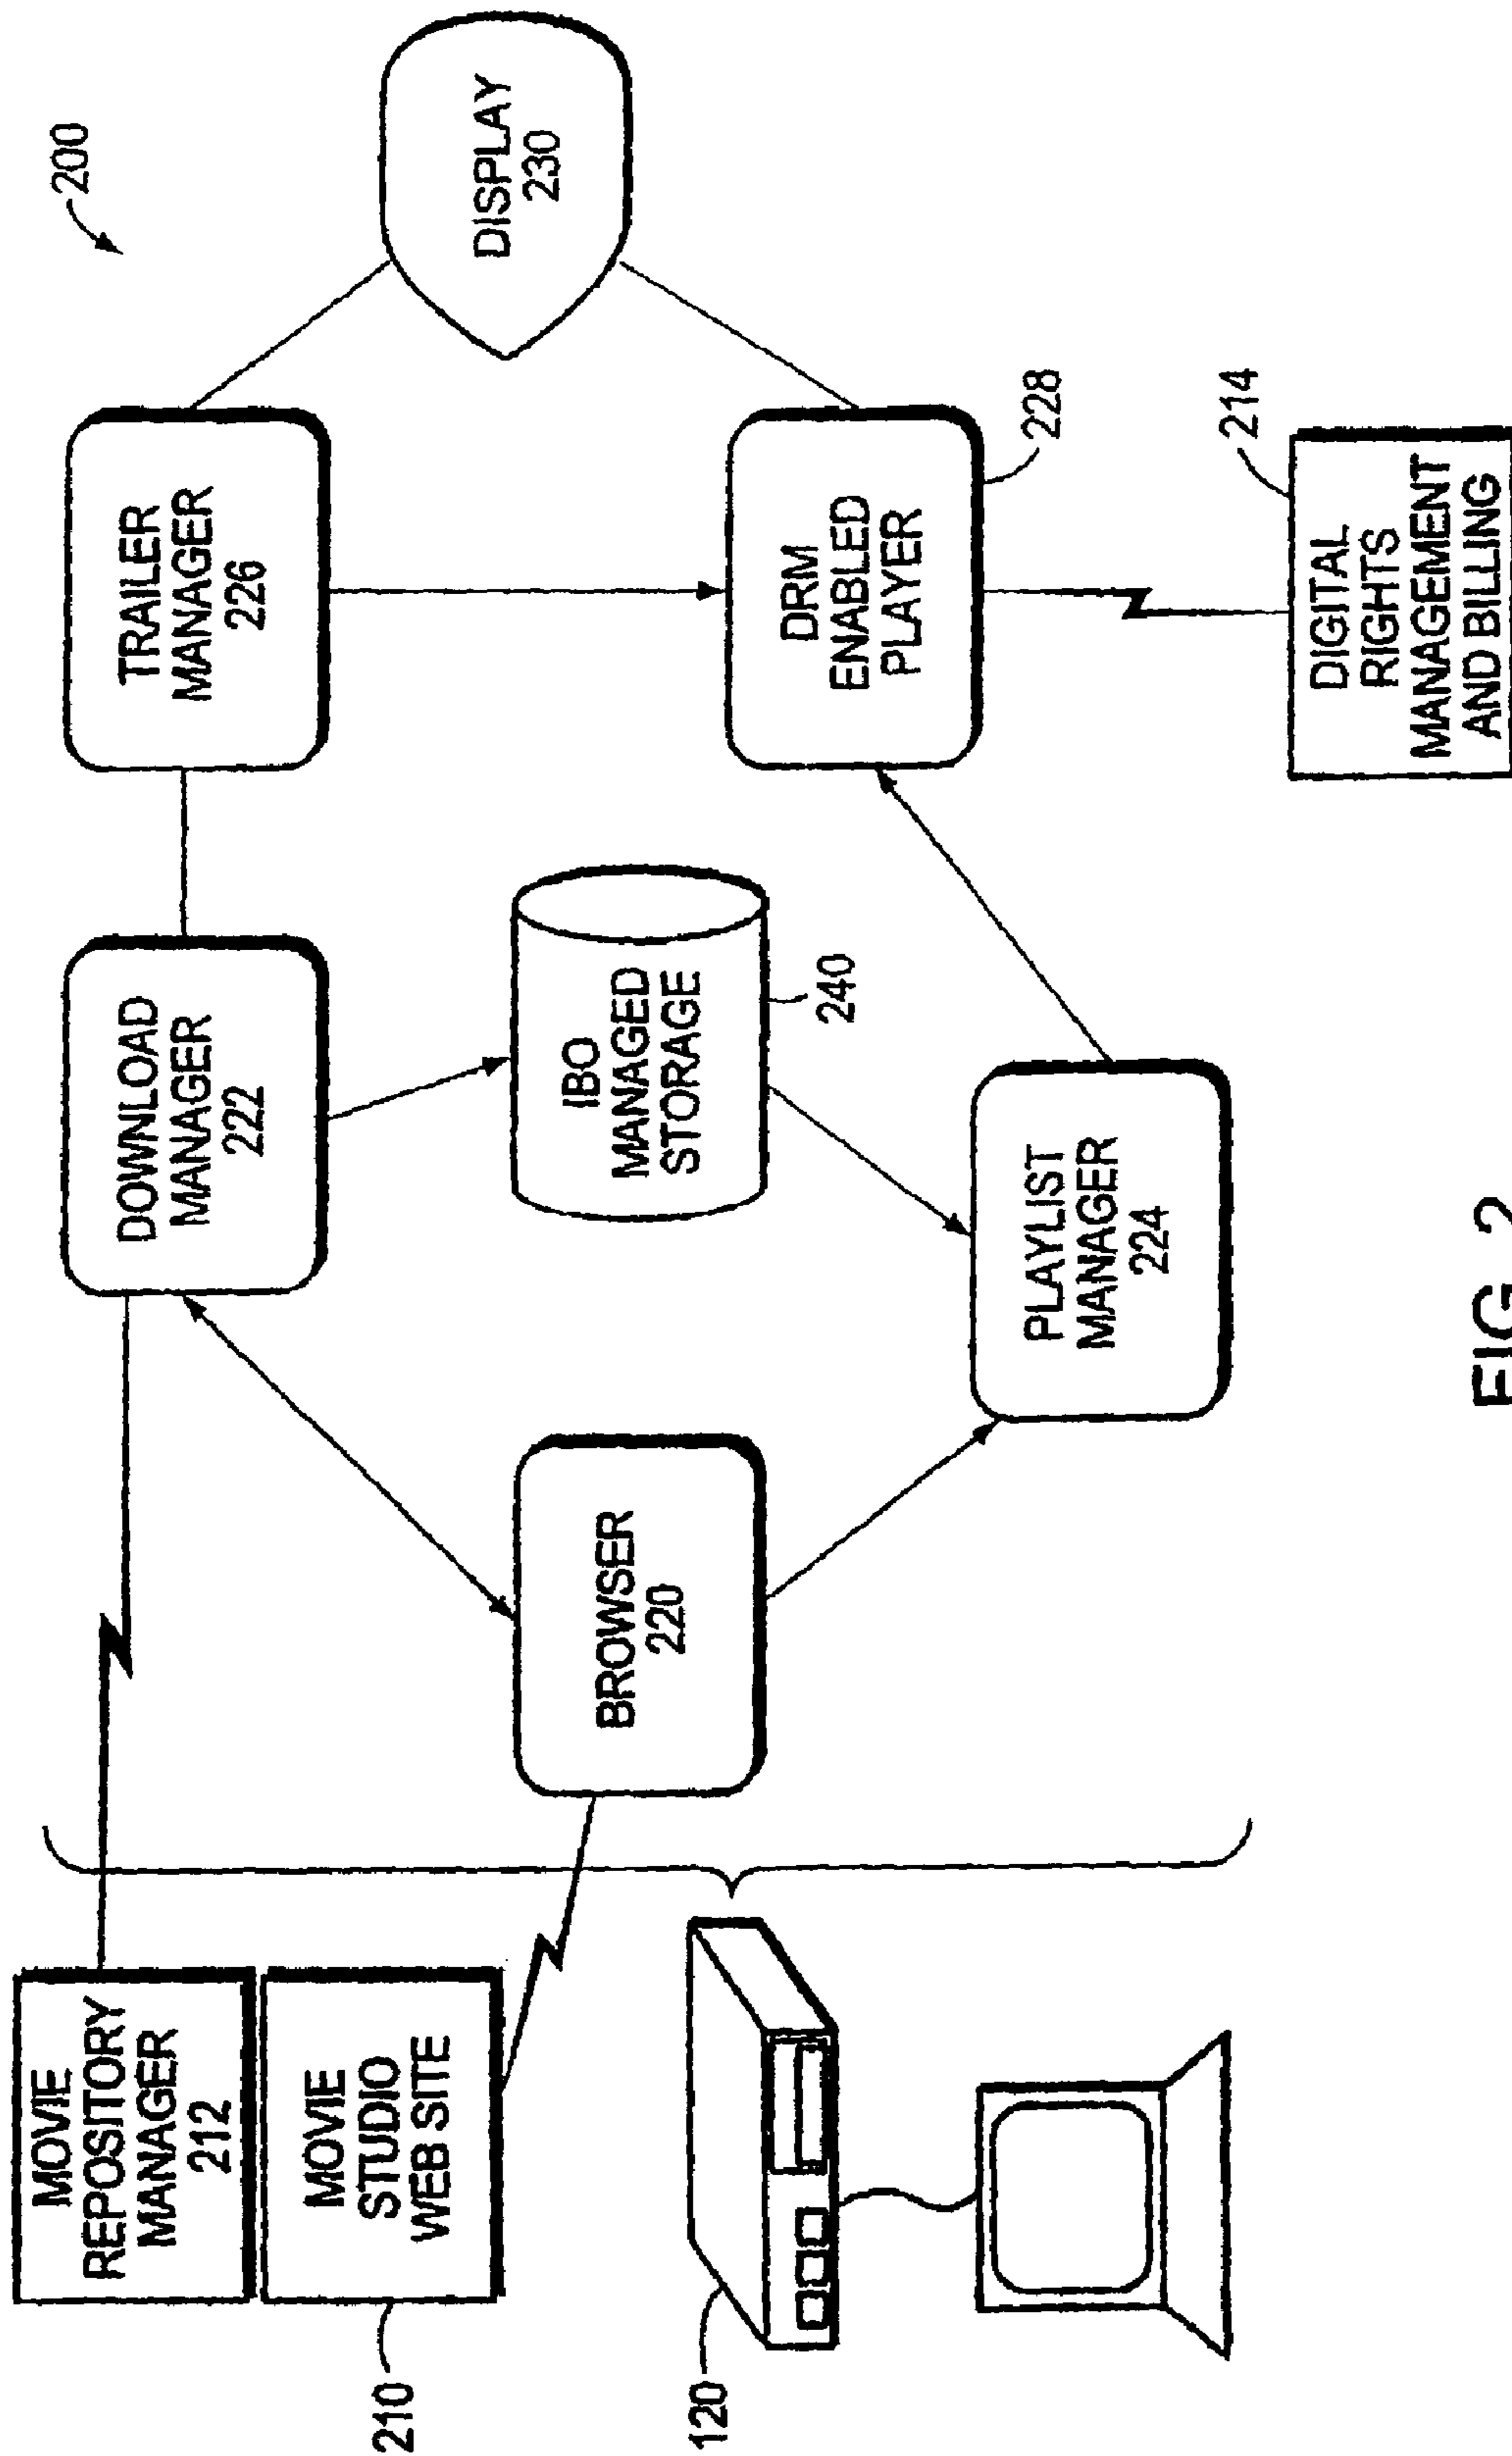 200
MOVIE
REPOSITORY
MANAGER
212
MOVIE
STUDIO
WEB SITE
210
DOWNLOAD
MANAGER
222
TRAILER
MANAGER
226
DISPLAY
230
BROWSER
220
IBO
MANAGED
STORAGE
240
120
PLAYLIST
MANAGER
224
DRM
ENABLED
PLAYER
228
214
DIGITAL
RIGHTS
MANAGEMENT
AND BILLING
FIG. 2